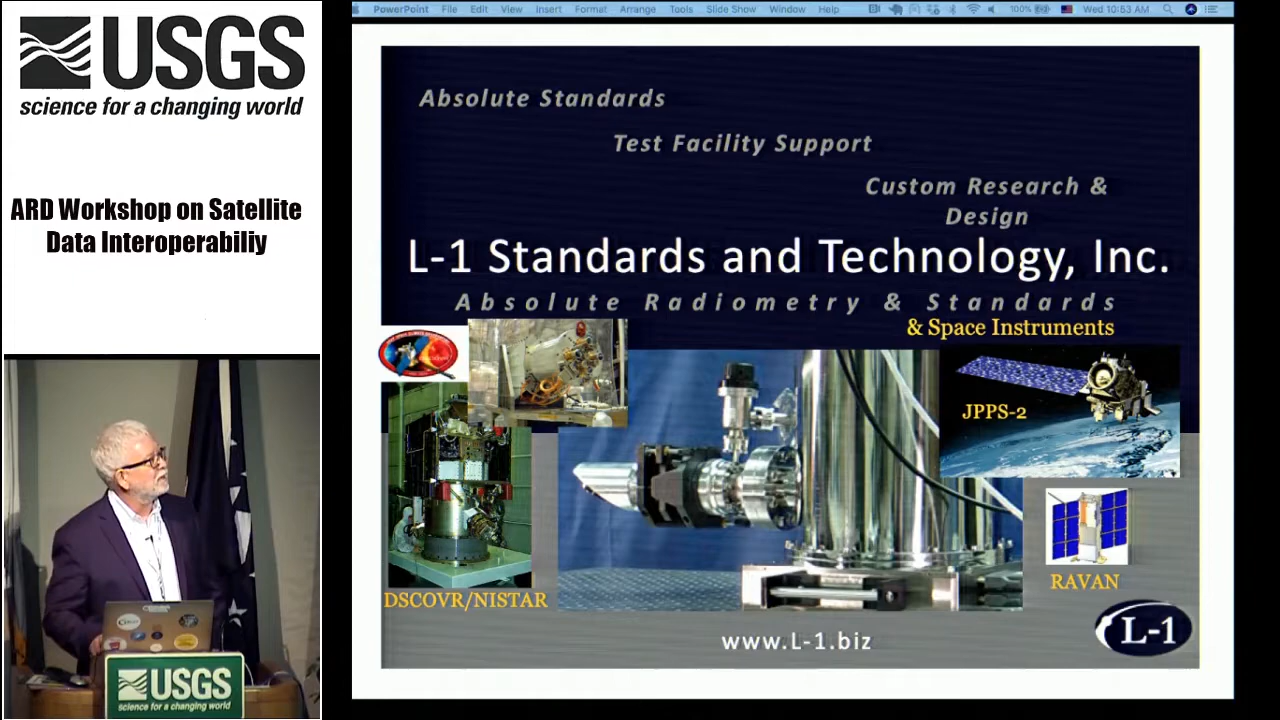 USGS
science for a changing world
ARD Workshop on Satellite
Data Interoperabiliy
PowerPoint File Edit View Insert Format Arrange Tools Slide Show Window Help 100% Wed 10:53 AM
Absolute Standards
Test Facility Support
Custom Research &
Design
L-1 Standards and Technology, Inc.
Absolute Radiometry & Standards
& Space Instruments
JPPS-2
DSCOVR/NISTAR
RAVAN
www.L-1.biz
L-1
USGS
science for a changing world